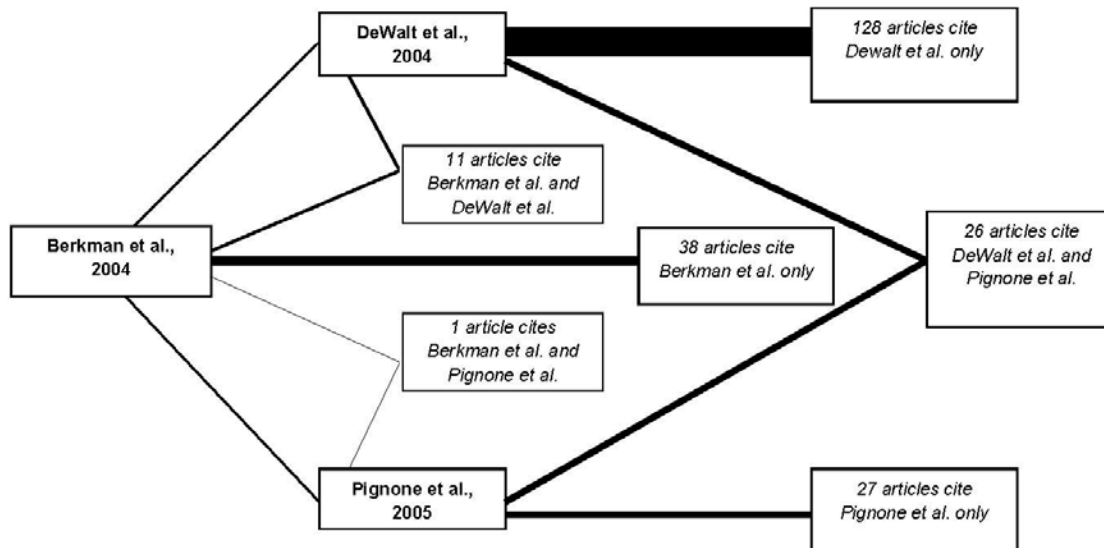 DeWalt et al.,
2004
128 articles cite
Dewalt et al. only
11 articles cite
Berkman et al. and
DeWalt et al.
Berkman et al.,
2004
38 articles cite
Berkman et al. only
26 articles cite
DeWalt et al. and
Pignone et al.
1 article cites
Berkman et al. and
Pignone et al.
Pignone et al.,
2005
27 articles cite
Pignone et al. only